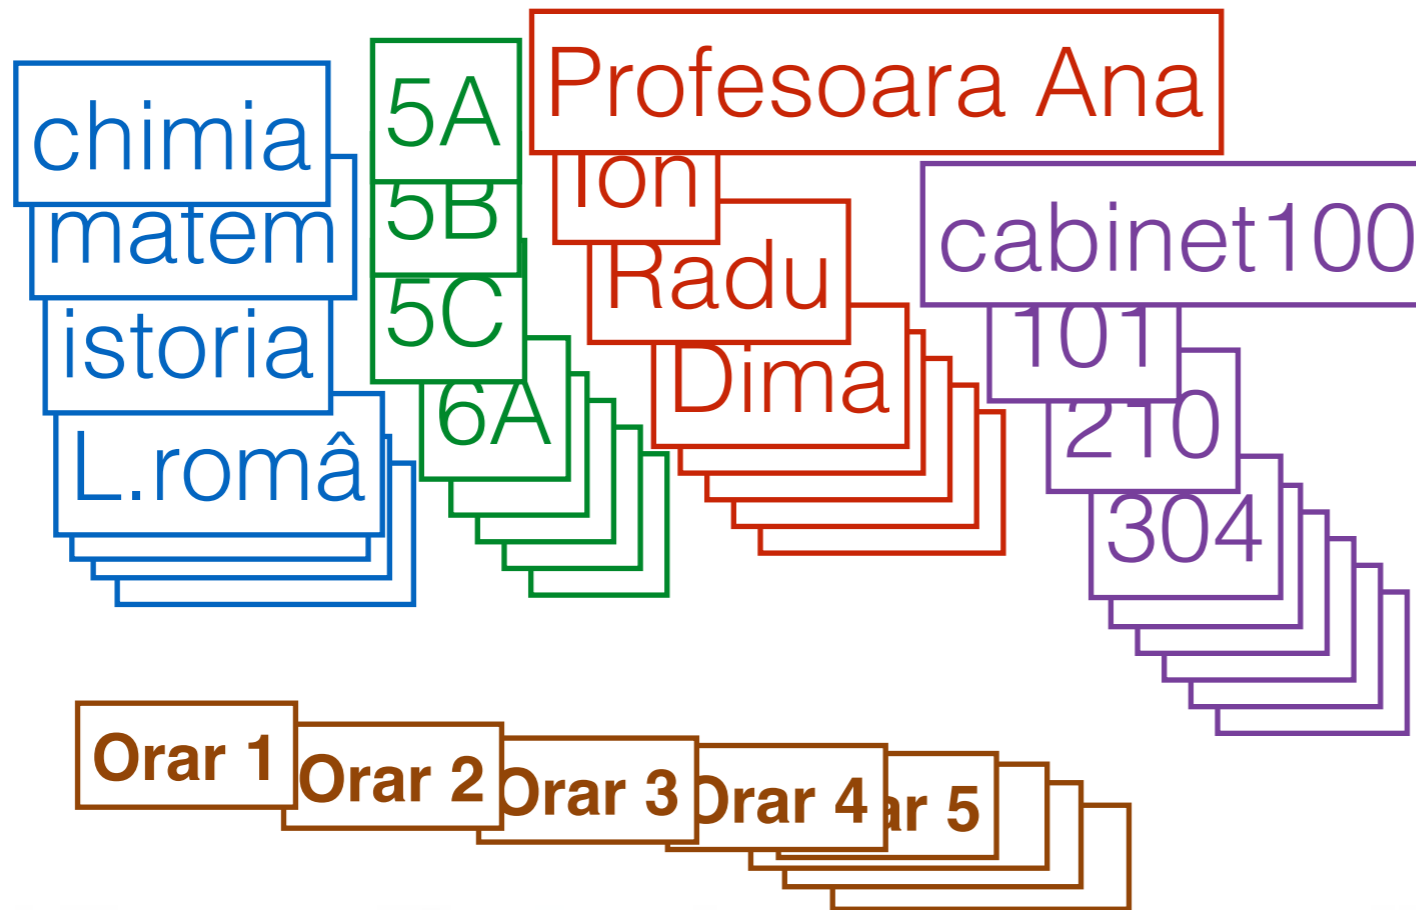 chimia
matem
istoria
L.româ
5A
5B
5C
6A
Profesoara Ana
Ion
Radu
Dima
cabinet100
101
210
304
Orar 1
Orar 2
Orar 3
Orar 4
ar 5